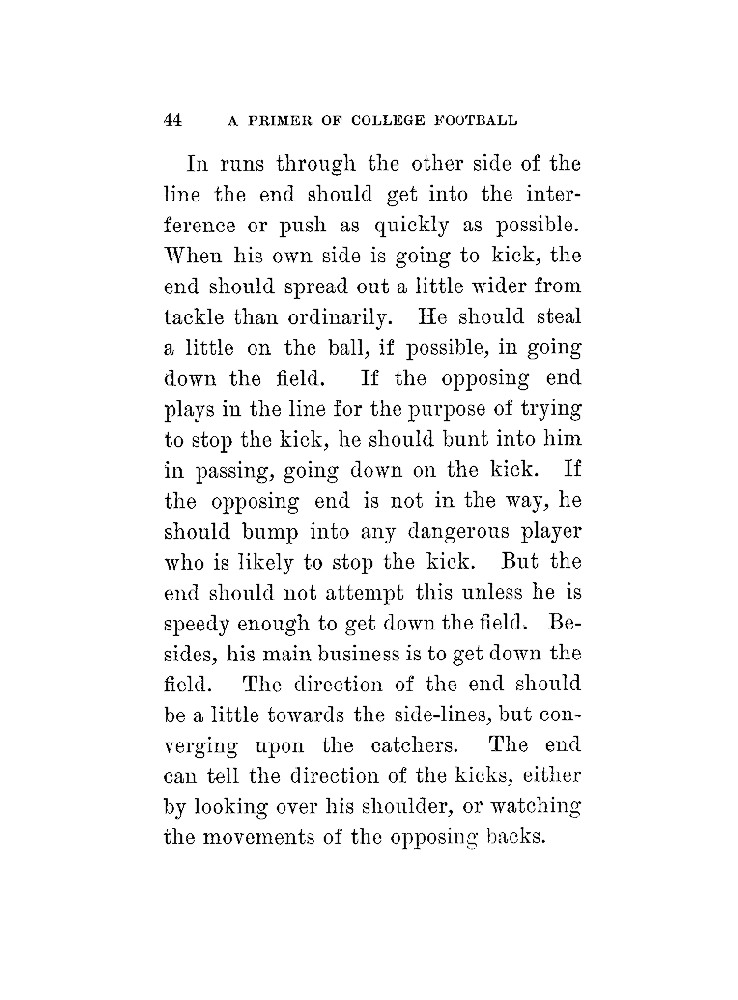 44 A PRIMER OF COLLEGE FOOTBALL
In runs through the other side of the
line the end should get into the inter-
ference or push as quickly as possible.
When his own side is going to kick, the
end should spread out a little wider from
tackle than ordinarily. He should steal
a little on the ball, if possible, in going
down the field. If the opposing end
plays in the line for the purpose of trying
to stop the kick, he should bunt into him
in passing, going down on the kick. If
the opposing end is not in the way, he
should bump into any dangerous player
who is likely to stop the kick. But the
end should not attempt this unless he is
speedy enough to get down the field. Be-
sides, his main business is to get down the
field. The direction of the end should
be a little towards the side-lines, but con-
verging upon the catchers. The end
can tell the direction of the kicks, either
by looking over his shoulder, or watching
the movements of the opposing backs.